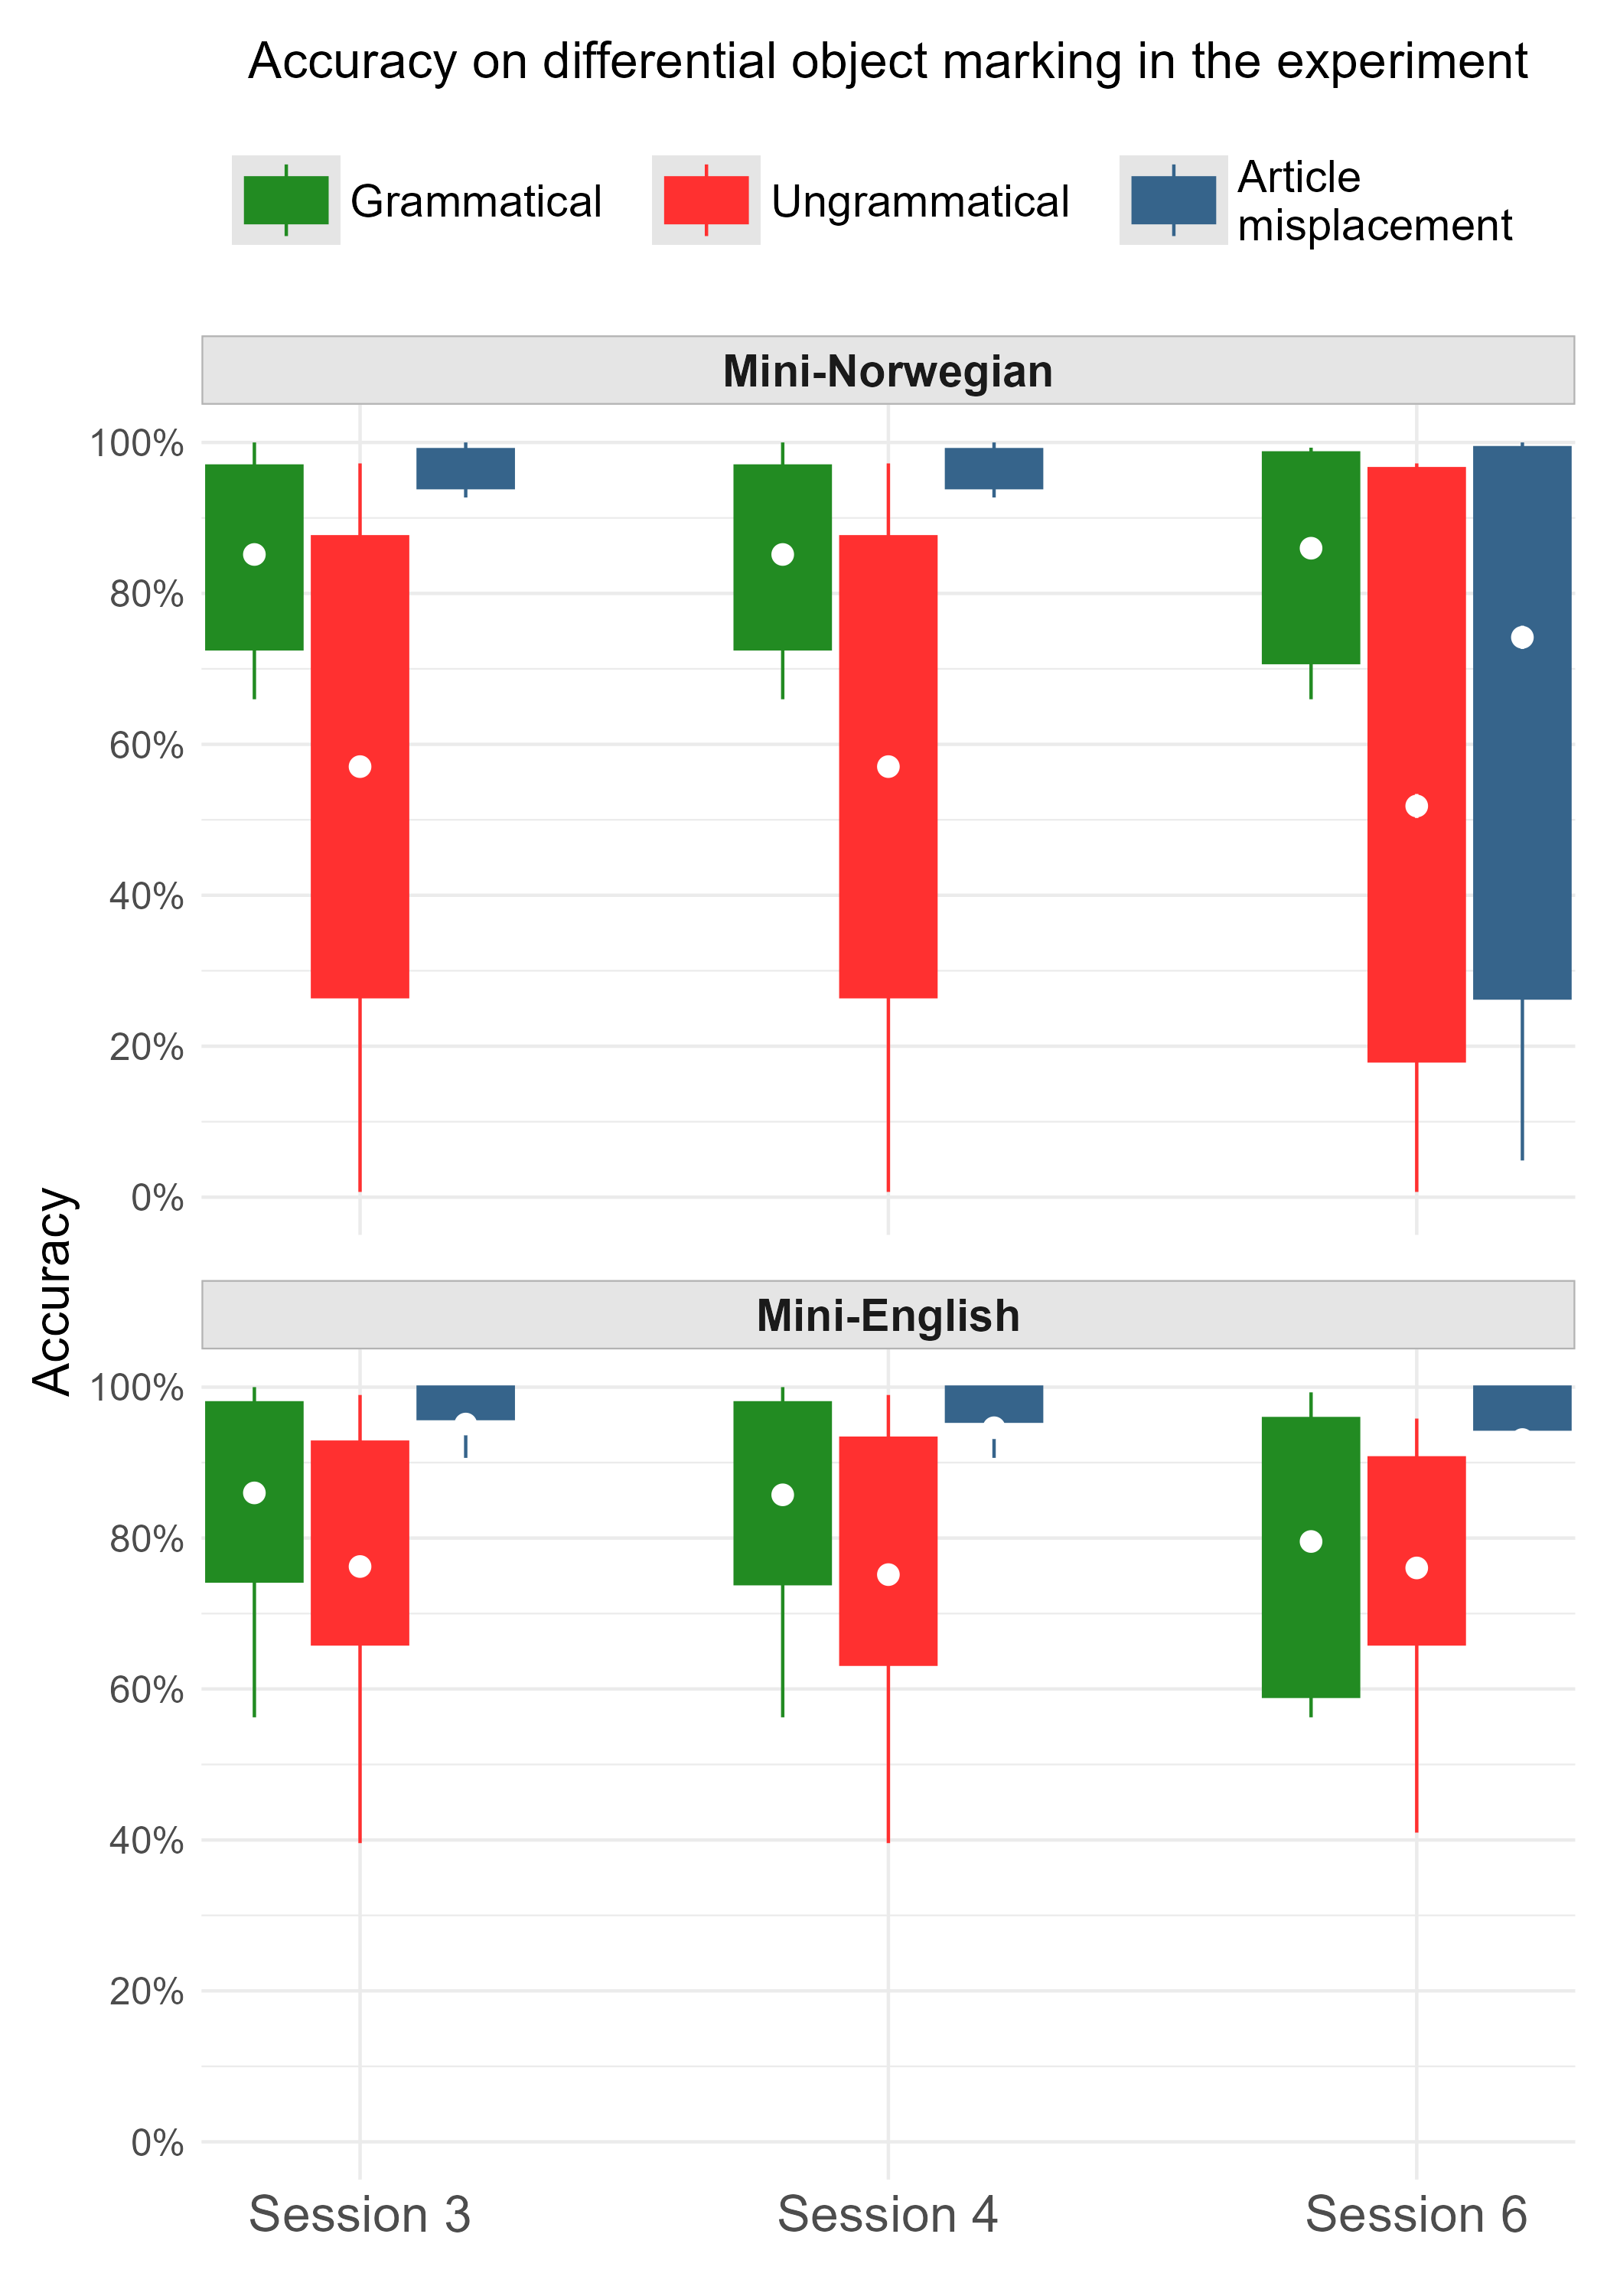 Accuracy on differential object marking in the experiment
Grammatical
Ungrammatical
Article
misplacement
Mini-Norwegian
100%
80%
60%
40%
20%
0%
Accuracy
Mini-English
100%
80%
60%
40%
20%
0%
Session 3
Session 4
Session 6